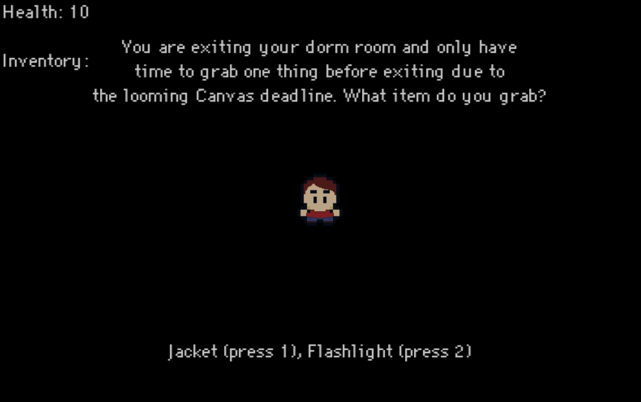 Health: 10
Inventory:
You are exiting your dorm room and only have
time to grab one thing before exiting due to
the looming Canvas deadline. What item do you grab?
Jacket (press 1), Flashlight (press 2)